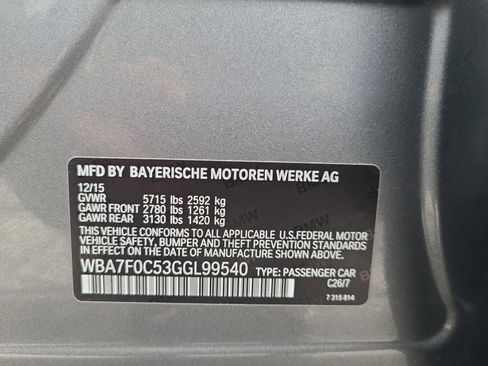 MFD BY BAYERISCHE MOTOREN WERKE AG
12/15
GVWR 5715 lbs 2592 kg
GAWR FRONT 2780 lbs 1261 kg
GAWR REAR 3130 lbs 1420 kg
THIS VEHICLE CONFORMS TO ALL APPLICABLE U.S.FEDERAL MOTOR
VEHICLE SAFETY, BUMPER AND THEFT PREVENTION STANDARDS
IN EFFECT ON THE DATE OF MANUFACTURE SHOWN ABOVE.
WBA7F0C53GGL99540 TYPE: PASSENGER CAR
C26/7
7 315 814